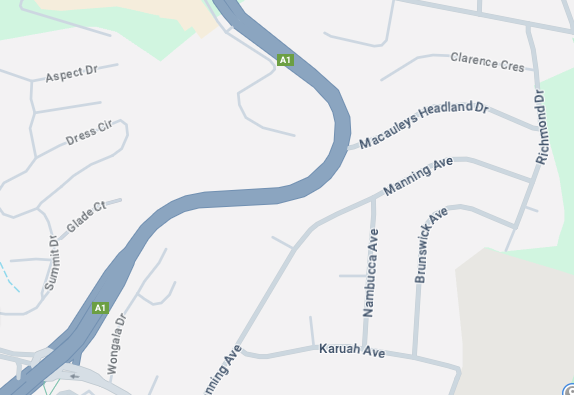 A1
Clarence Cres
Aspect Dr
Macauleys Headland Dr
Richmond Dr
Dress Cir
Manning Ave
Glade Ct
Brunswick Ave
Summit Dr
Nambucca Ave
A1
Wongala Dr
Karuah Ave
nning Ave